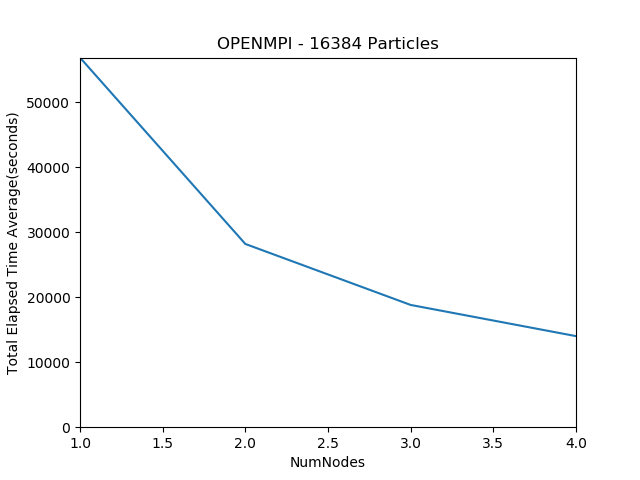 OPENMPI - 16384 Particles
Total Elapsed Time Average(seconds)
50000
40000
30000
20000
10000
0
1.0 1.5 2.0 2.5 3.0 3.5 4.0
NumNodes